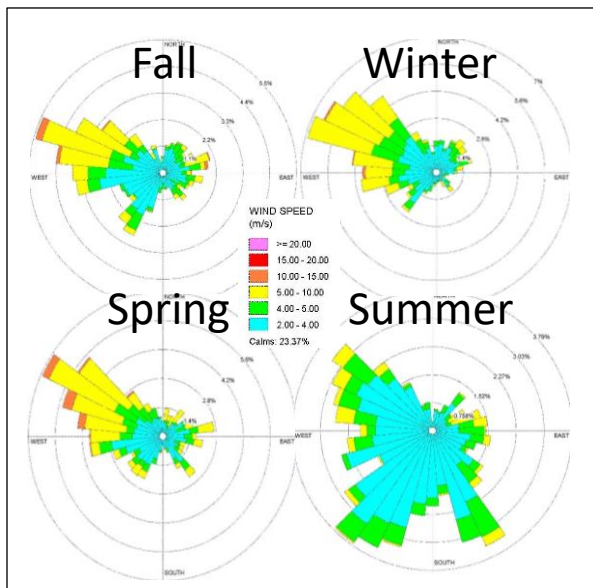 Fall
NORTH
5.5%
4.4%
3.3%
2.2%
1.1%
WEST
EAST
Winter
NORTH
7%
5.6%
4.2%
2.8%
1.4%
WEST
EAST
WIND SPEED
(m/s)
>= 20.00
15.00 - 20.00
10.00 - 15.00
5.00 - 10.00
4.00 - 5.00
2.00 - 4.00
Calms: 23.37%
Spring
5.6%
4.2%
2.8%
1.4%
WEST
EAST
SOUTH
Summer
3.79%
3.03%
2.27%
1.52%
0.758%
WEST
EAST
SOUTH